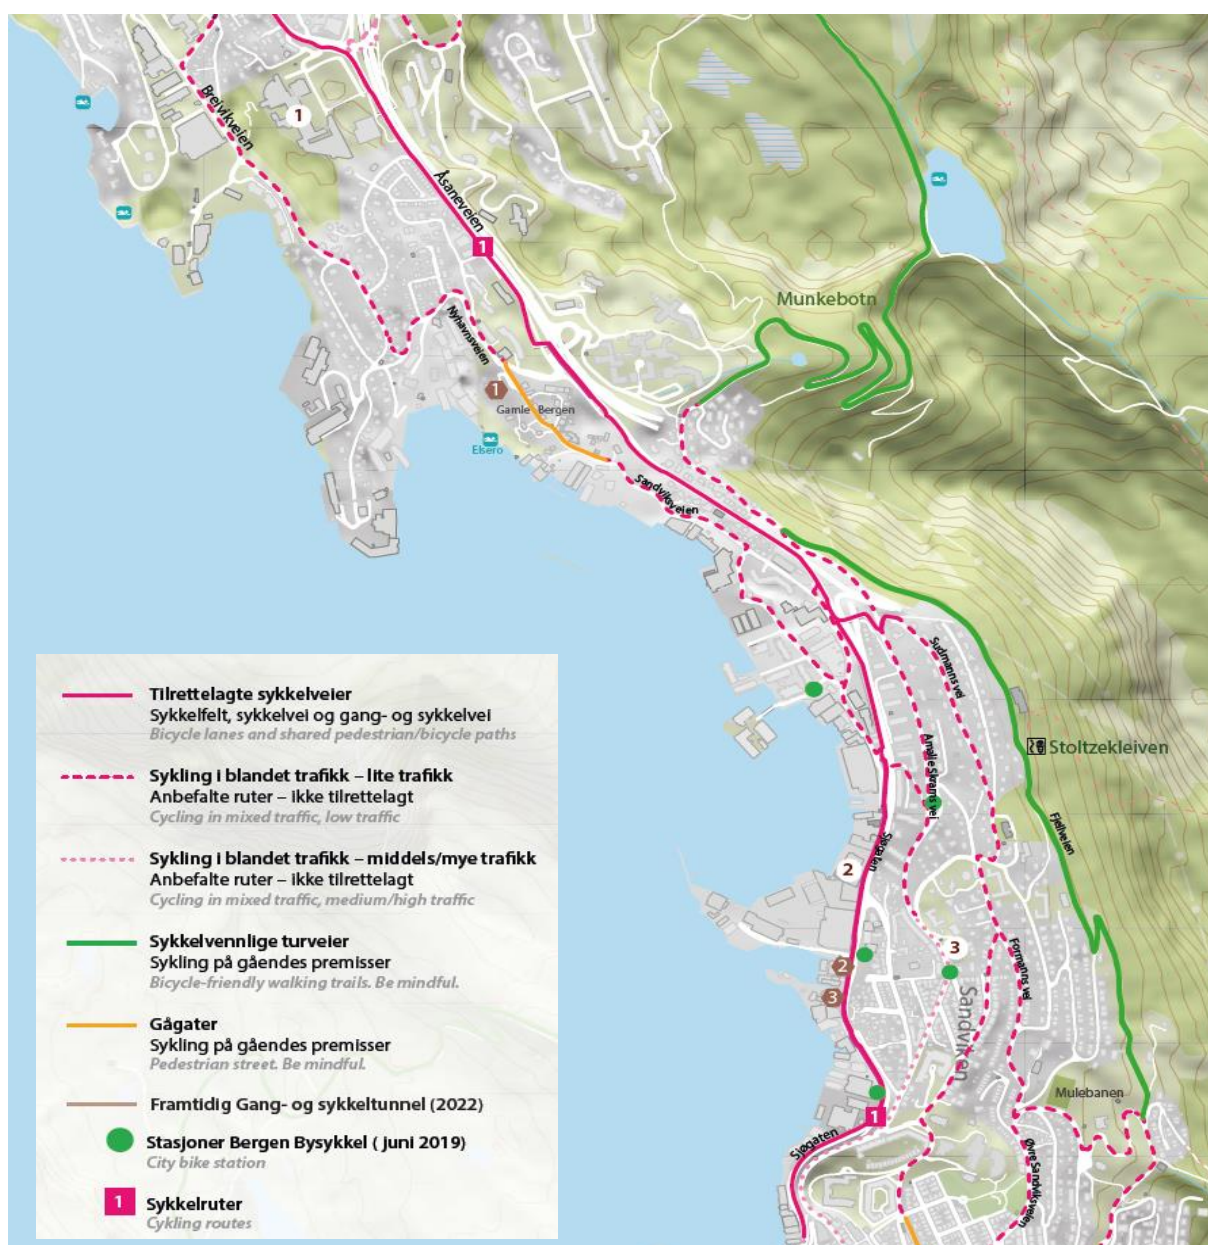 Breivikveien
1
Åsaneveien
1
Munkebotn
Nyhavnsveien
1
Gamle Bergen
Elsero
Sandviksveien
Sudmanns vei
Stoltzekleiven
Amalie Skrams vei
Fjellveien
Sjøgaten
2
3
Formanns vei
2
3
Sandviken
Mulebanen
1
Sjøgaten
Øvre Sandviksveien
Tilrettelagte sykkelveier
Sykkelfelt, sykkelvei og gang- og sykkelvei
Bicycle lanes and shared pedestrian/bicycle paths
Sykling i blandet trafikk – lite trafikk
Anbefalte ruter – ikke tilrettelagt
Cycling in mixed traffic, low traffic
Sykling i blandet trafikk – middels/mye trafikk
Anbefalte ruter – ikke tilrettelagt
Cycling in mixed traffic, medium/high traffic
Sykkelvennlige turveier
Sykling på gåendes premisser
Bicycle-friendly walking trails. Be mindful.
Gågater
Sykling på gåendes premisser
Pedestrian street. Be mindful.
Framtidig Gang- og sykkeltunnel (2022)
Stasjoner Bergen Bysykkel ( juni 2019)
City bike station
1
Sykkelruter
Cykling routes